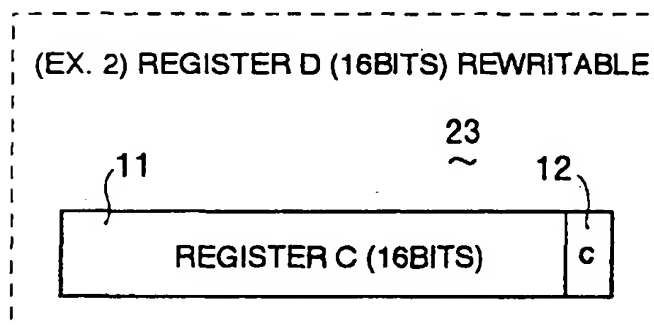 (EX. 2) REGISTER D (16BITS) REWRITABLE
23
11
12
REGISTER C (16BITS)
c